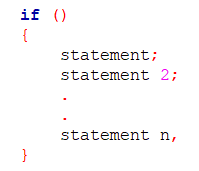 if ()
{
statement;
statement 2;
.
.
statement n,
}